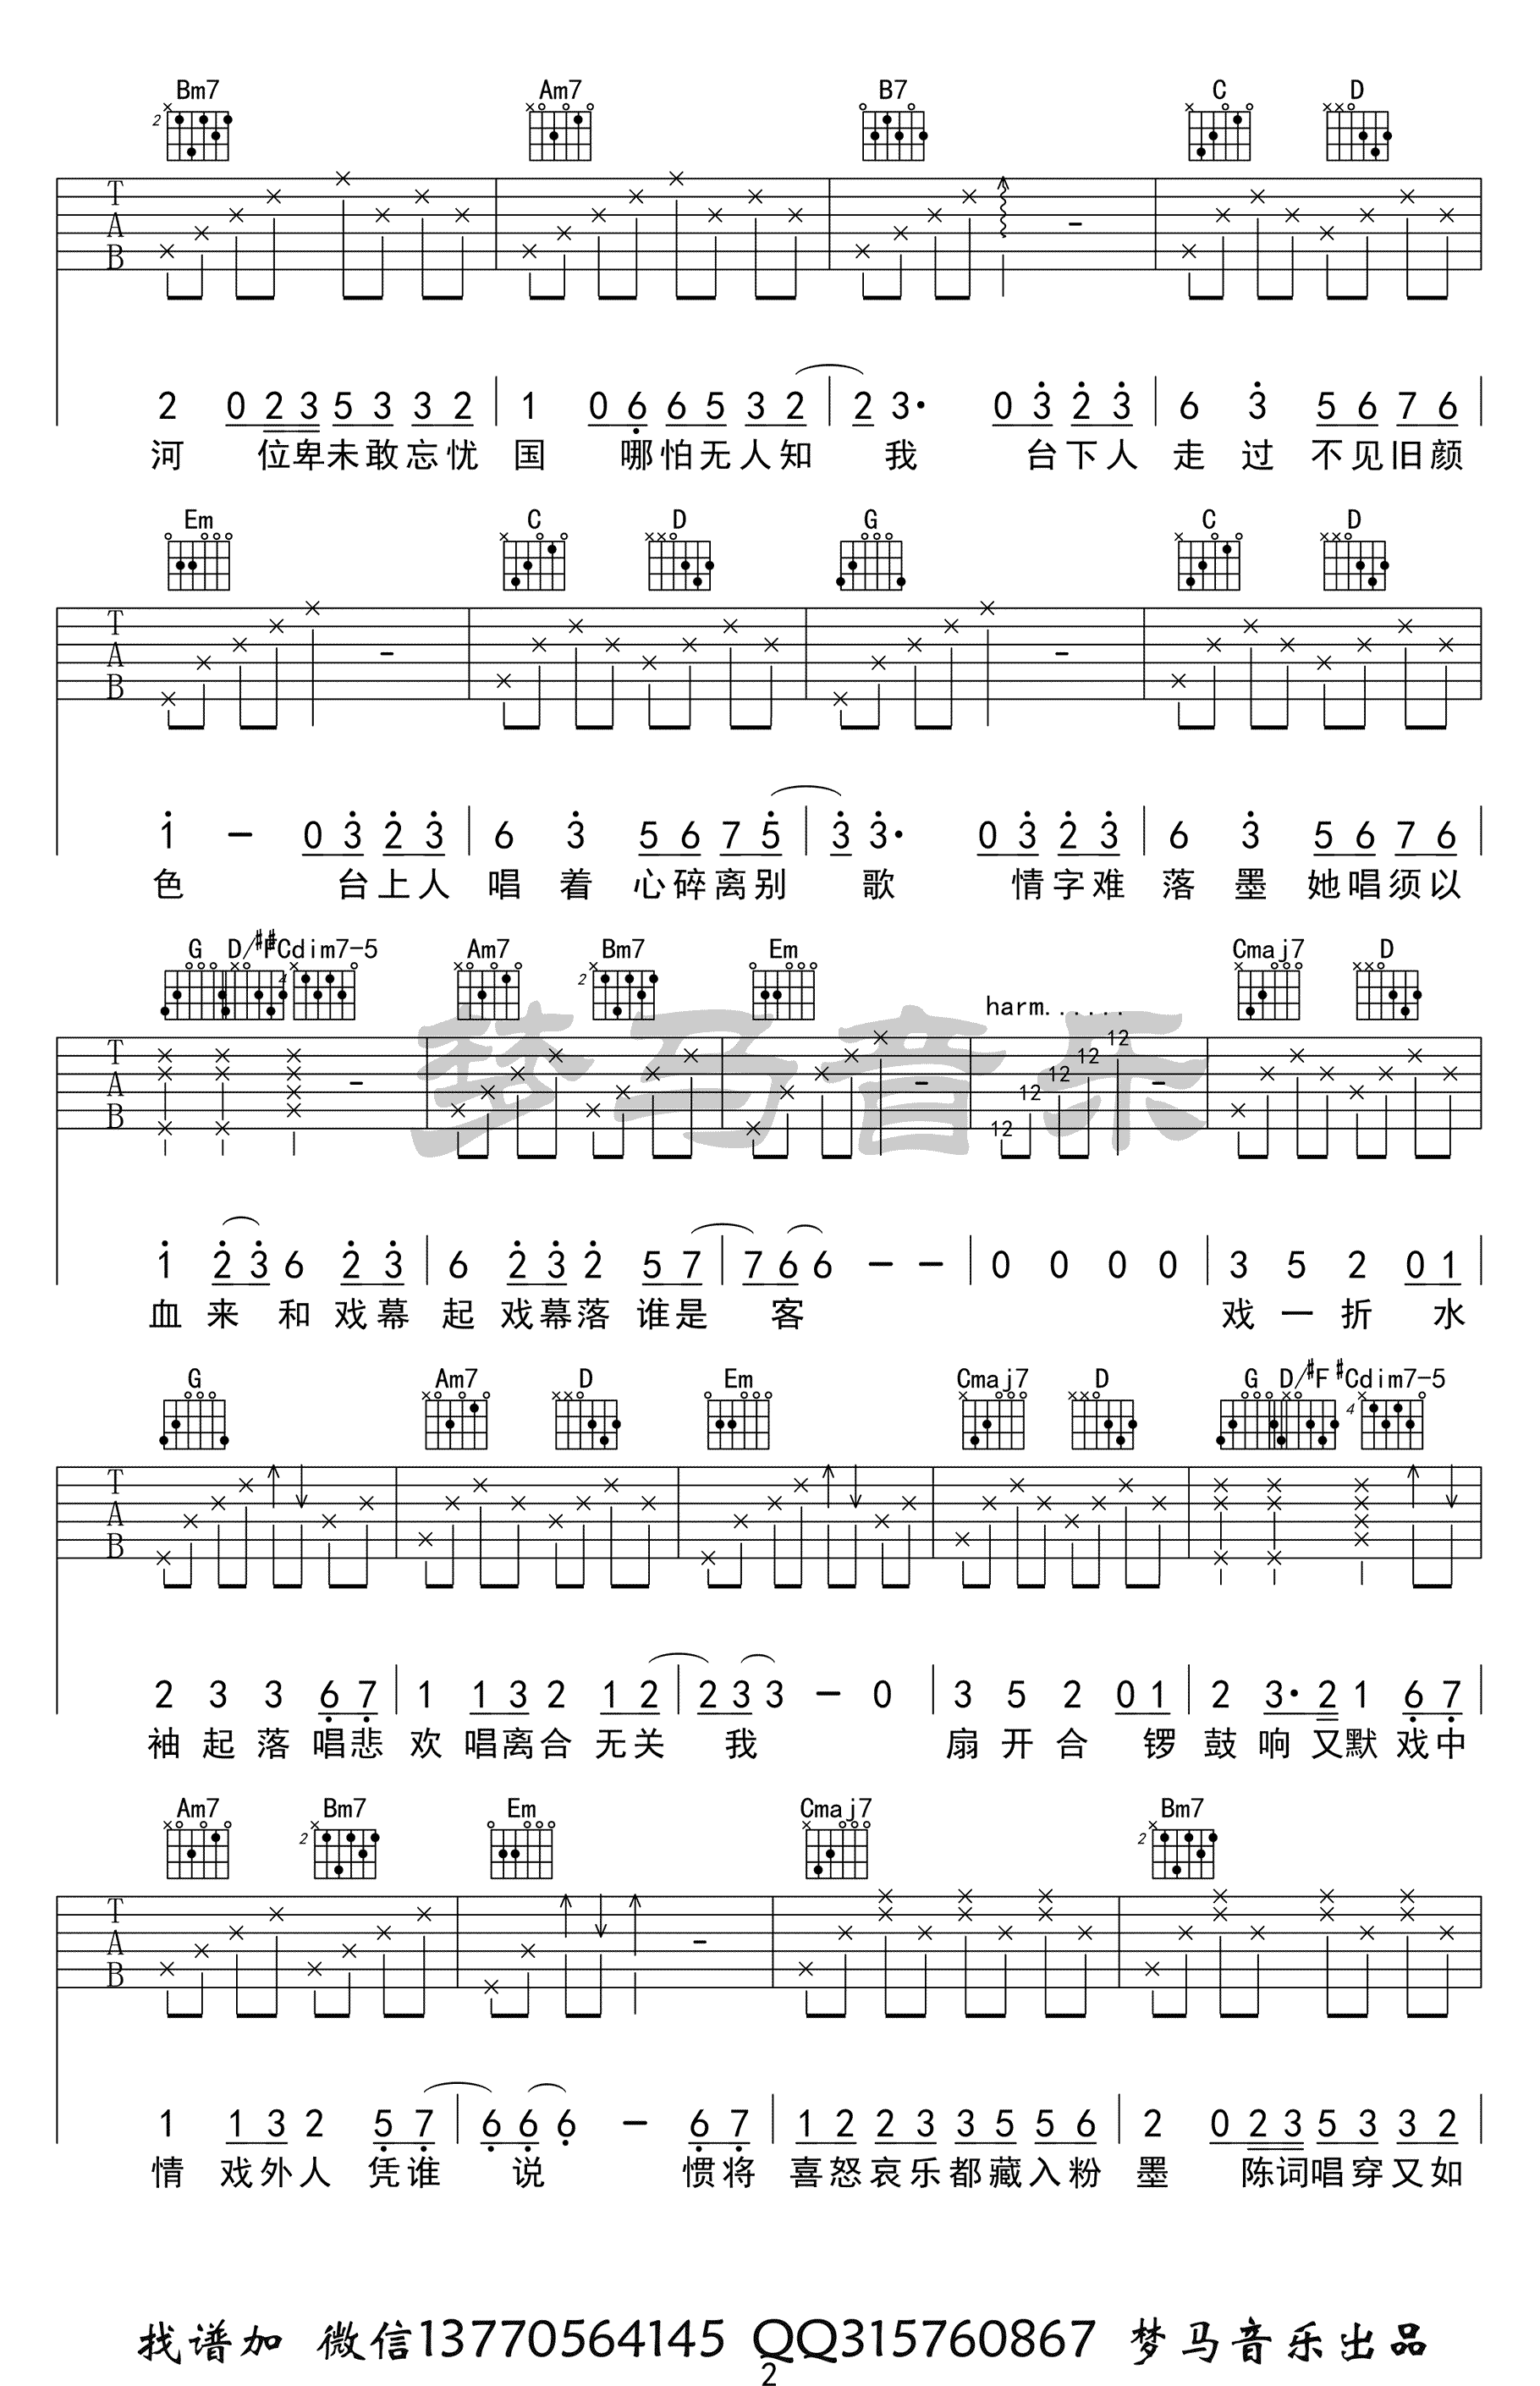 Bm7 Am7 B7 C D
2 0 2 3 5 3 3 2 1 0 6 6 5 3 2 2 3· 0 3 2 3 6 3 5 6 7 6
河 位卑未敢忘忧 国 哪怕无人知 我 台下人 走 过 不见旧颜
Em C D G C D
1 – 0 3 2 3 6 3 5 6 7 5 3 3· 0 3 2 3 6 3 5 6 7 6
色 台上人 唱 着 心碎离别 歌 情字难 落 墨 她唱须以
G D/#F #Cdim7-5 Am7 Bm7 Em Cmaj7 D
harm......
12 12 12 12 12
1 2 3 6 2 3 6 2 3 2 5 7 7 6 6 – – 0 0 0 0 3 5 2 0 1
血 来 和 戏幕 起 戏幕落 谁是 客 戏 一 折 水
G Am7 D Em Cmaj7 D G D/#F #Cdim7-5
2 3 3 6 7 1 1 3 2 1 2 2 3 3 – 0 3 5 2 0 1 2 3· 2 1 6 7
袖 起 落 唱悲 欢 唱离合 无关 我 扇 开 合 锣 鼓 响 又默 戏中
Am7 Bm7 Em Cmaj7 Bm7
1 1 3 2 5 7 6 6 6 – 6 7 1 2 2 3 3 5 5 6 2 0 2 3 5 3 3 2
情 戏外人 凭谁 说 惯将 喜怒哀乐都藏入粉 墨 陈词唱穿又如
梦马音乐
找谱加 微信13770564145 QQ315760867 梦马音乐出品
2